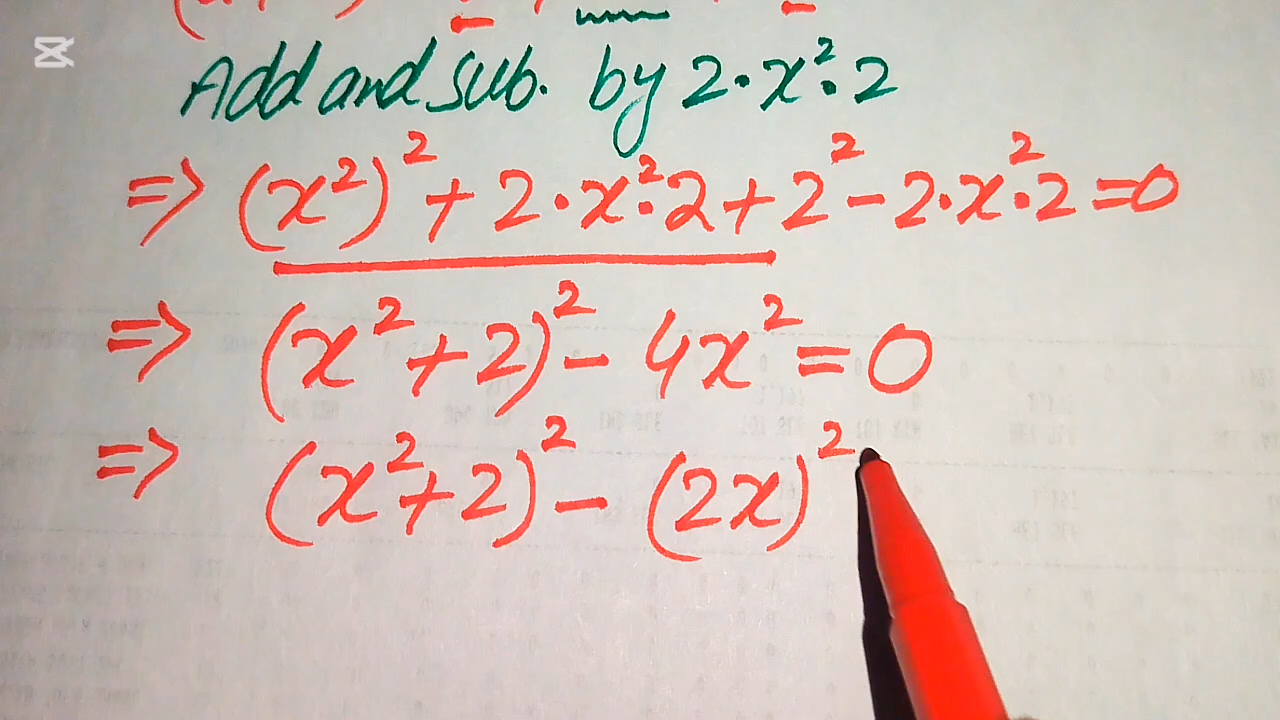 Add and sub. by 2·x²·2
=> (x²)² + 2·x²·2 + 2² - 2·x²·2 = 0
=> (x² + 2)² - 4x² = 0
=> (x² + 2)² - (2x)²